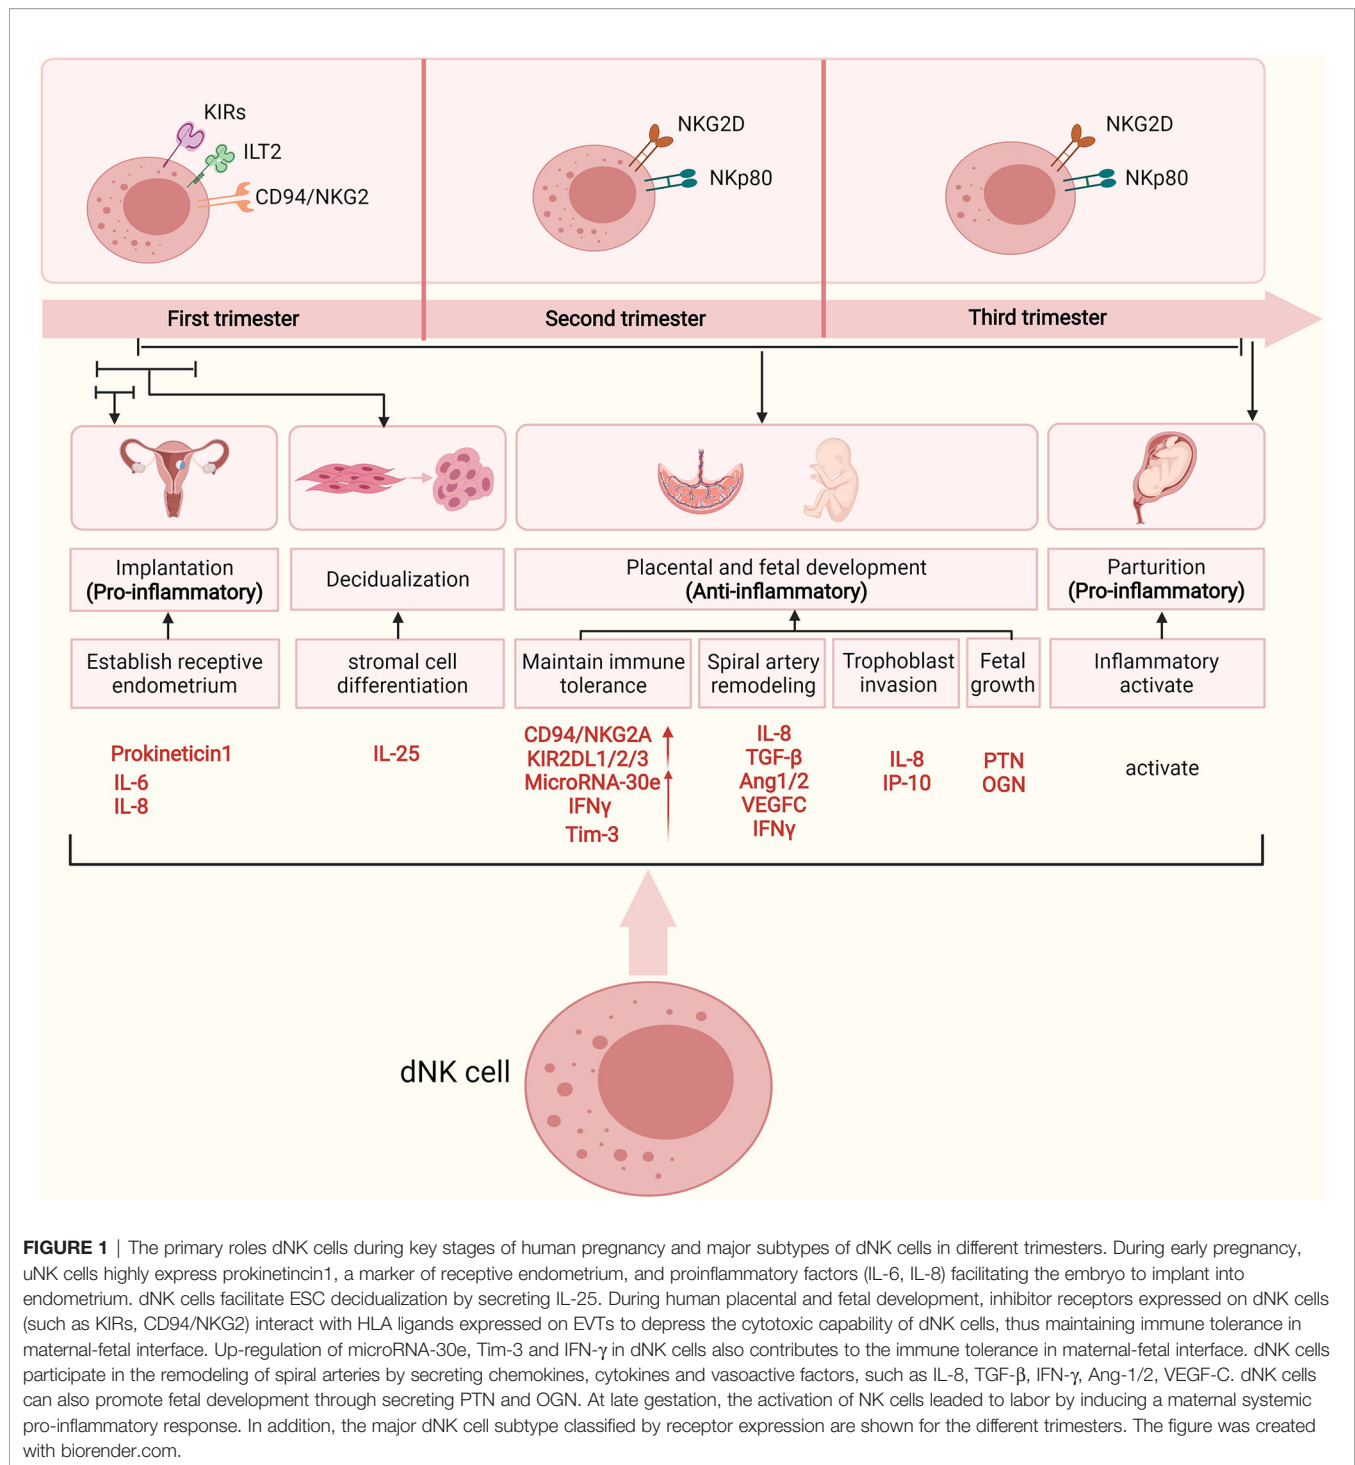 KIRs
ILT2
CD94/NKG2
NKG2D
NKp80
NKG2D
NKp80
First trimester
Second trimester
Third trimester
Implantation
(Pro-inflammatory)
Decidualization
Placental and fetal development
(Anti-inflammatory)
Parturition
(Pro-inflammatory)
Establish receptive
endometrium
stromal cell
differentiation
Maintain immune
tolerance
Spiral artery
remodeling
Trophoblast
invasion
Fetal
growth
Inflammatory
activate
Prokineticin1
IL-6
IL-8
IL-25
CD94/NKG2A
KIR2DL1/2/3
MicroRNA-30e
IFNγ
Tim-3
IL-8
TGF-β
Ang1/2
VEGFC
IFNγ
IL-8
IP-10
PTN
OGN
activate
dNK cell
FIGURE 1 | The primary roles dNK cells during key stages of human pregnancy and major subtypes of dNK cells in different trimesters. During early pregnancy,
uNK cells highly express prokinetincin1, a marker of receptive endometrium, and proinflammatory factors (IL-6, IL-8) facilitating the embryo to implant into
endometrium. dNK cells facilitate ESC decidualization by secreting IL-25. During human placental and fetal development, inhibitor receptors expressed on dNK cells
(such as KIRs, CD94/NKG2) interact with HLA ligands expressed on EVTs to depress the cytotoxic capability of dNK cells, thus maintaining immune tolerance in
maternal-fetal interface. Up-regulation of microRNA-30e, Tim-3 and IFN-γ in dNK cells also contributes to the immune tolerance in maternal-fetal interface. dNK cells
participate in the remodeling of spiral arteries by secreting chemokines, cytokines and vasoactive factors, such as IL-8, TGF-β, IFN-γ, Ang-1/2, VEGF-C. dNK cells
can also promote fetal development through secreting PTN and OGN. At late gestation, the activation of NK cells leaded to labor by inducing a maternal systemic
pro-inflammatory response. In addition, the major dNK cell subtype classified by receptor expression are shown for the different trimesters. The figure was created
with biorender.com.